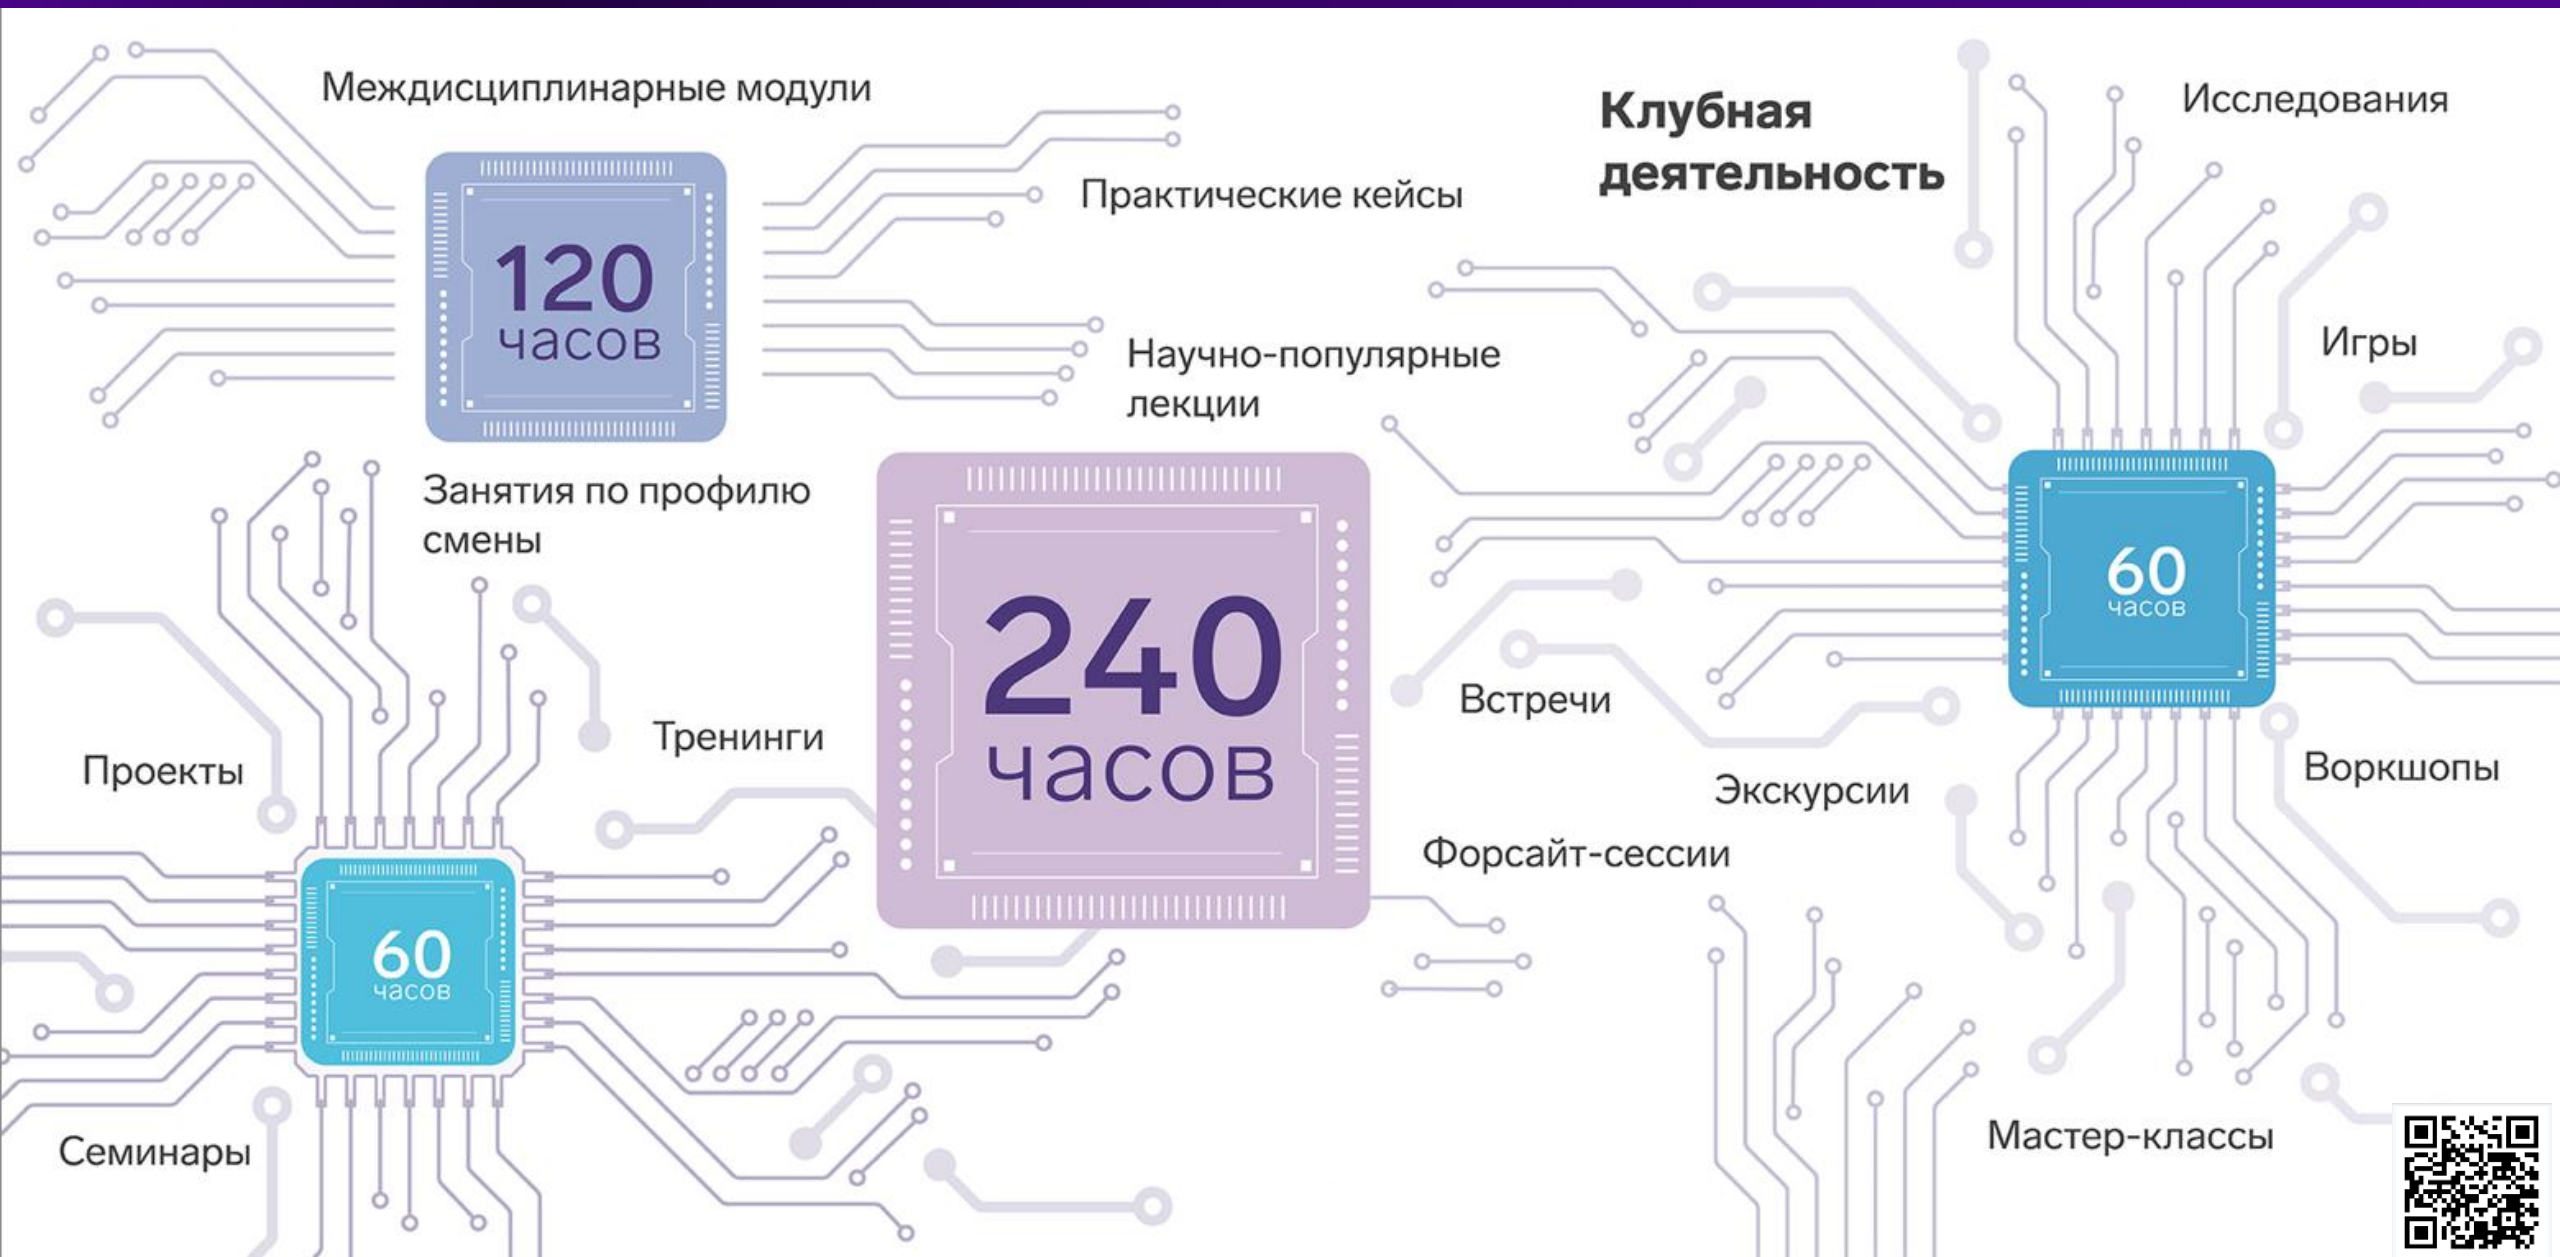 Междисциплинарные модули
120
часов
Практические кейсы
Научно-популярные
лекции
Клубная
деятельность
Исследования
Игры
Занятия по профилю
смены
240
часов
60
часов
Проекты
Тренинги
Встречи
Экскурсии
Воркшопы
Форсайт-сессии
60
часов
Семинары
Мастер-классы